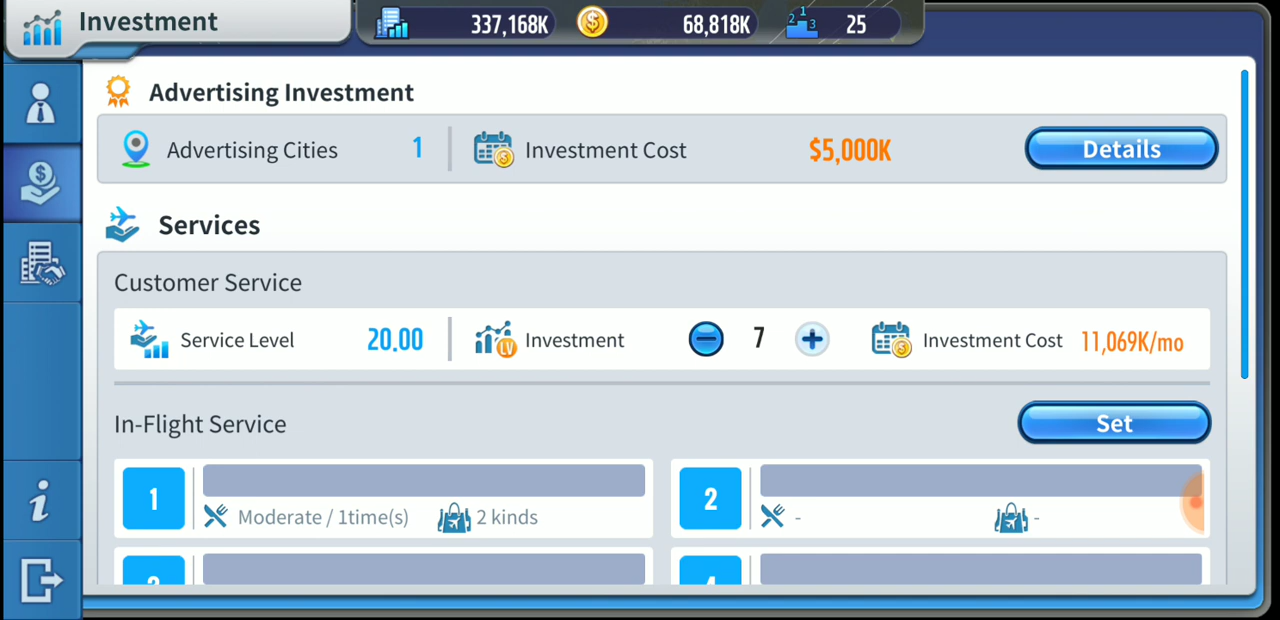 Investment
337,168K
68,818K
25
Advertising Investment
Advertising Cities 1 Investment Cost $5,000K Details
Services
Customer Service
Service Level 20.00 Investment 7 Investment Cost 11,069K/mo
In-Flight Service Set
1 Moderate / 1time(s) 2 kinds
2 - -